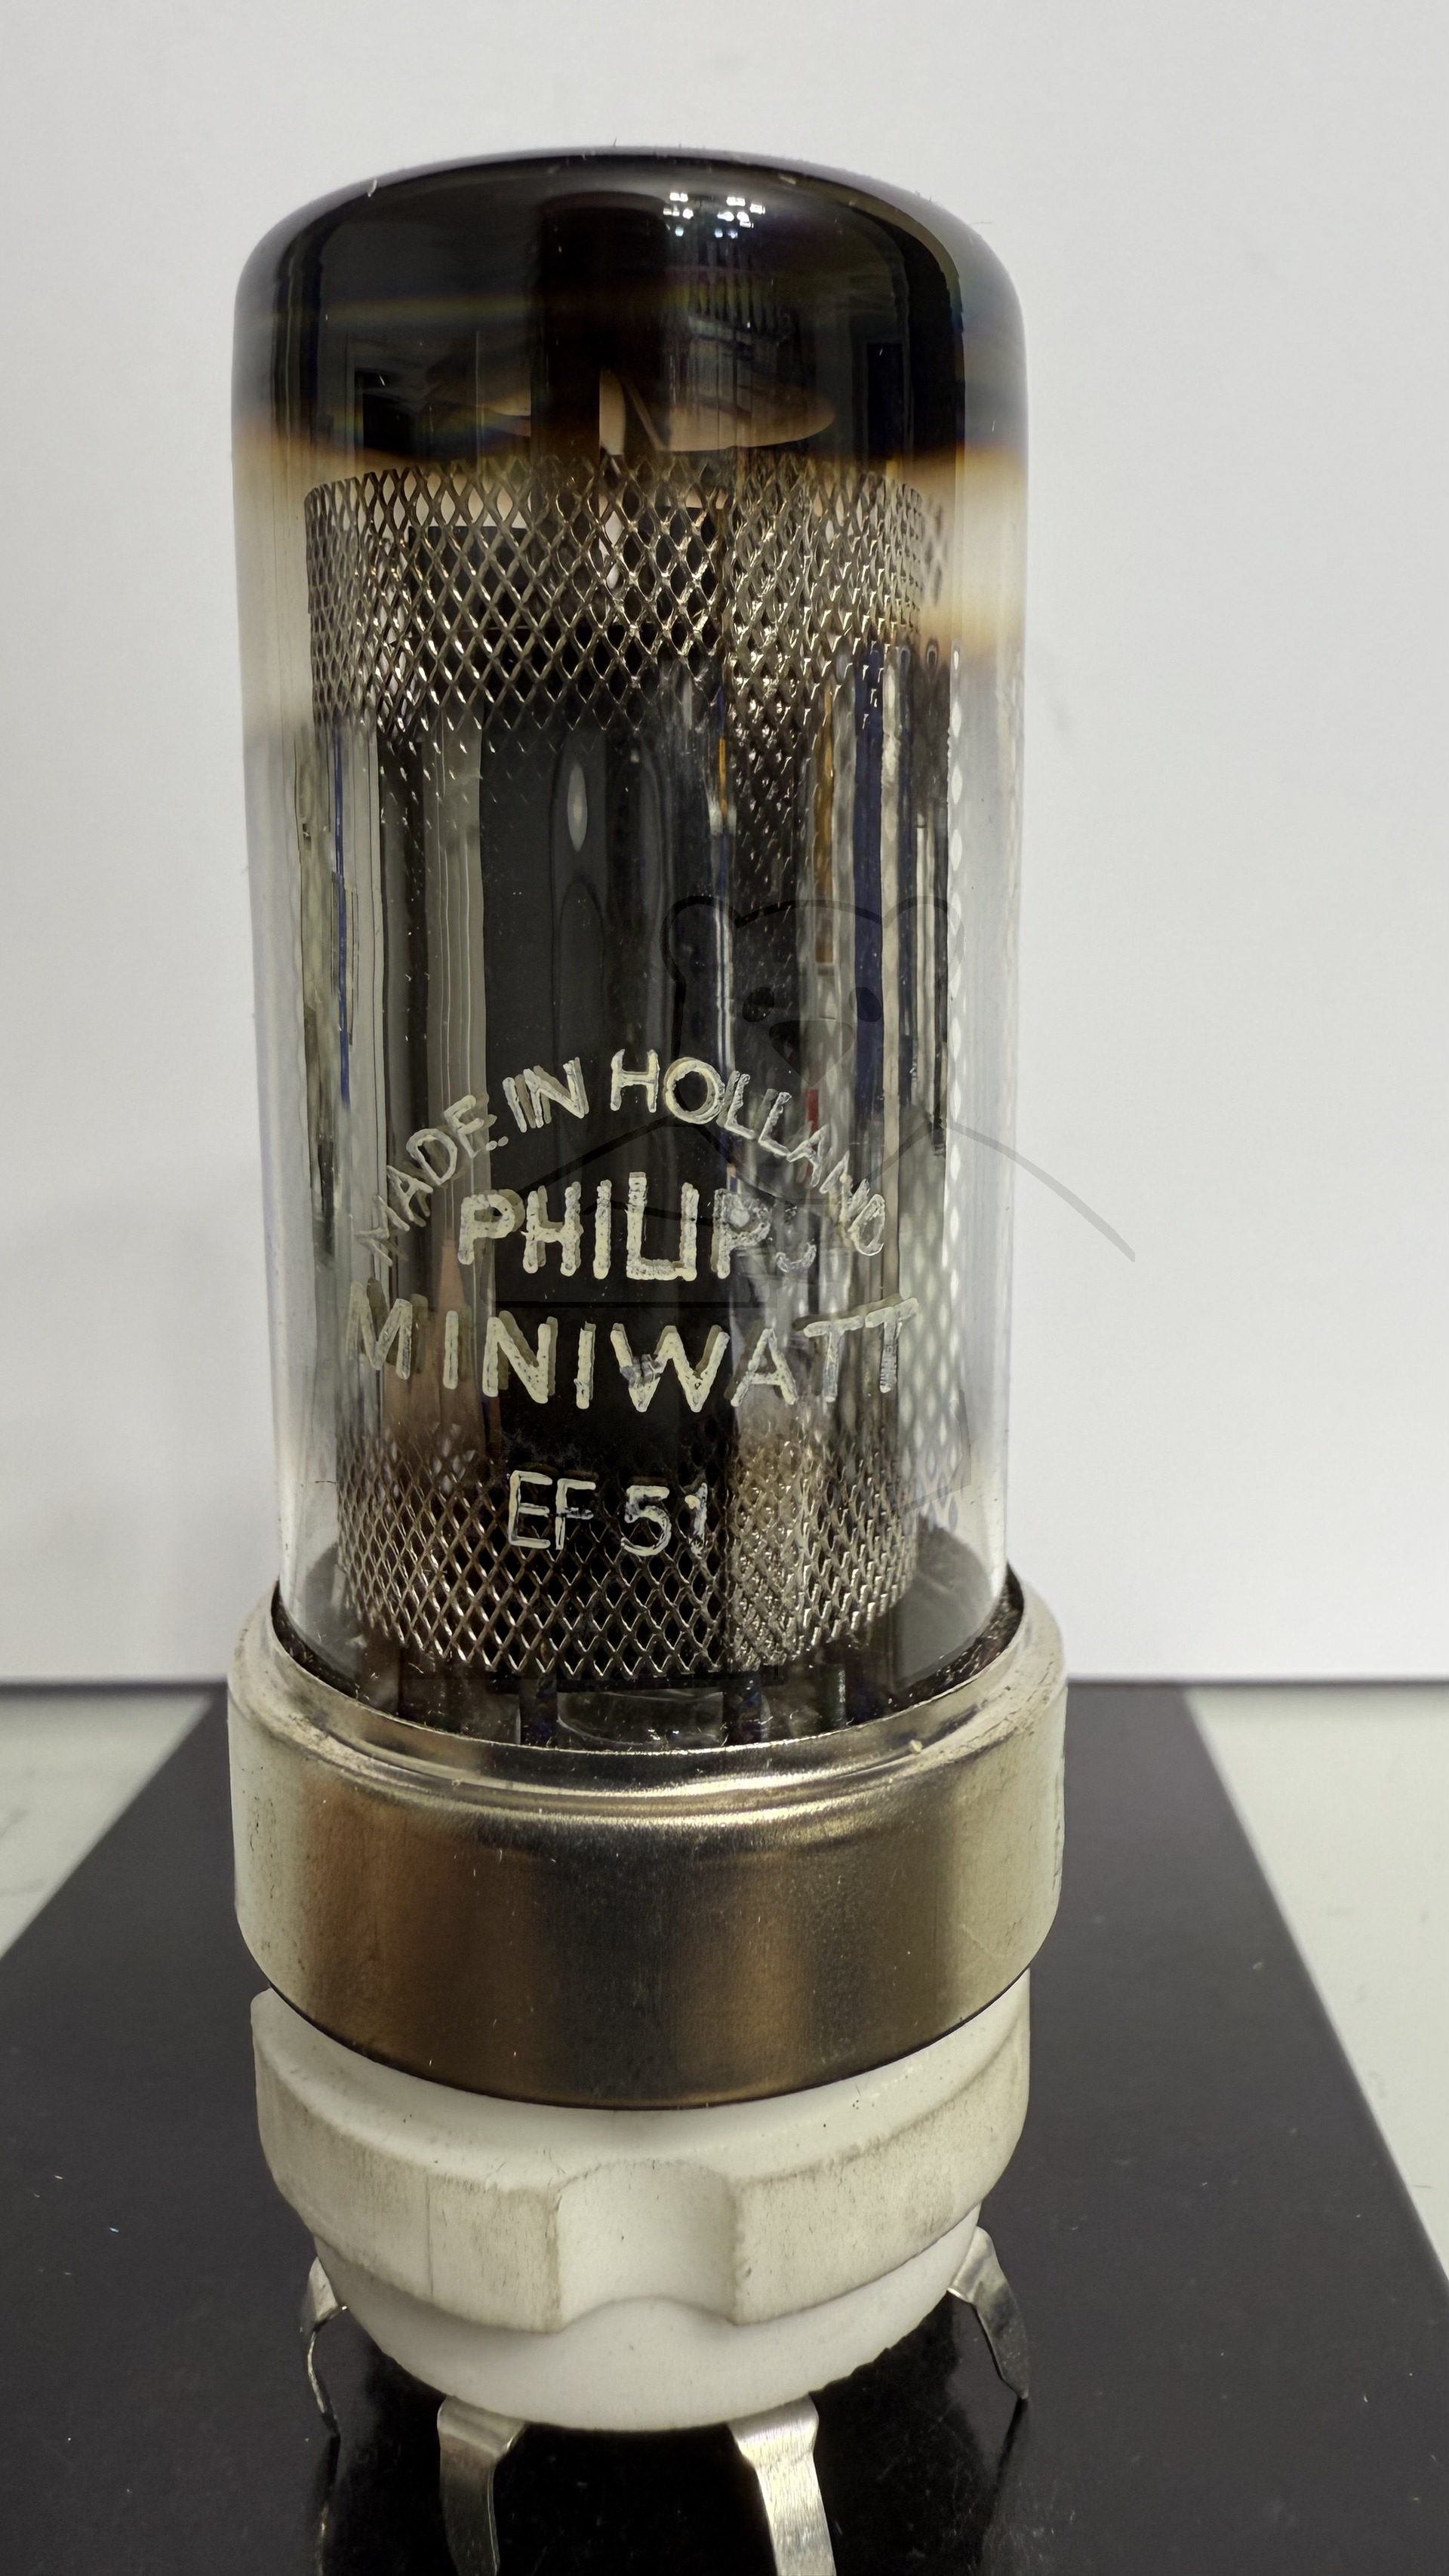 MADE IN HOLLAND
PHILIPS
MINIWATT
EF 51